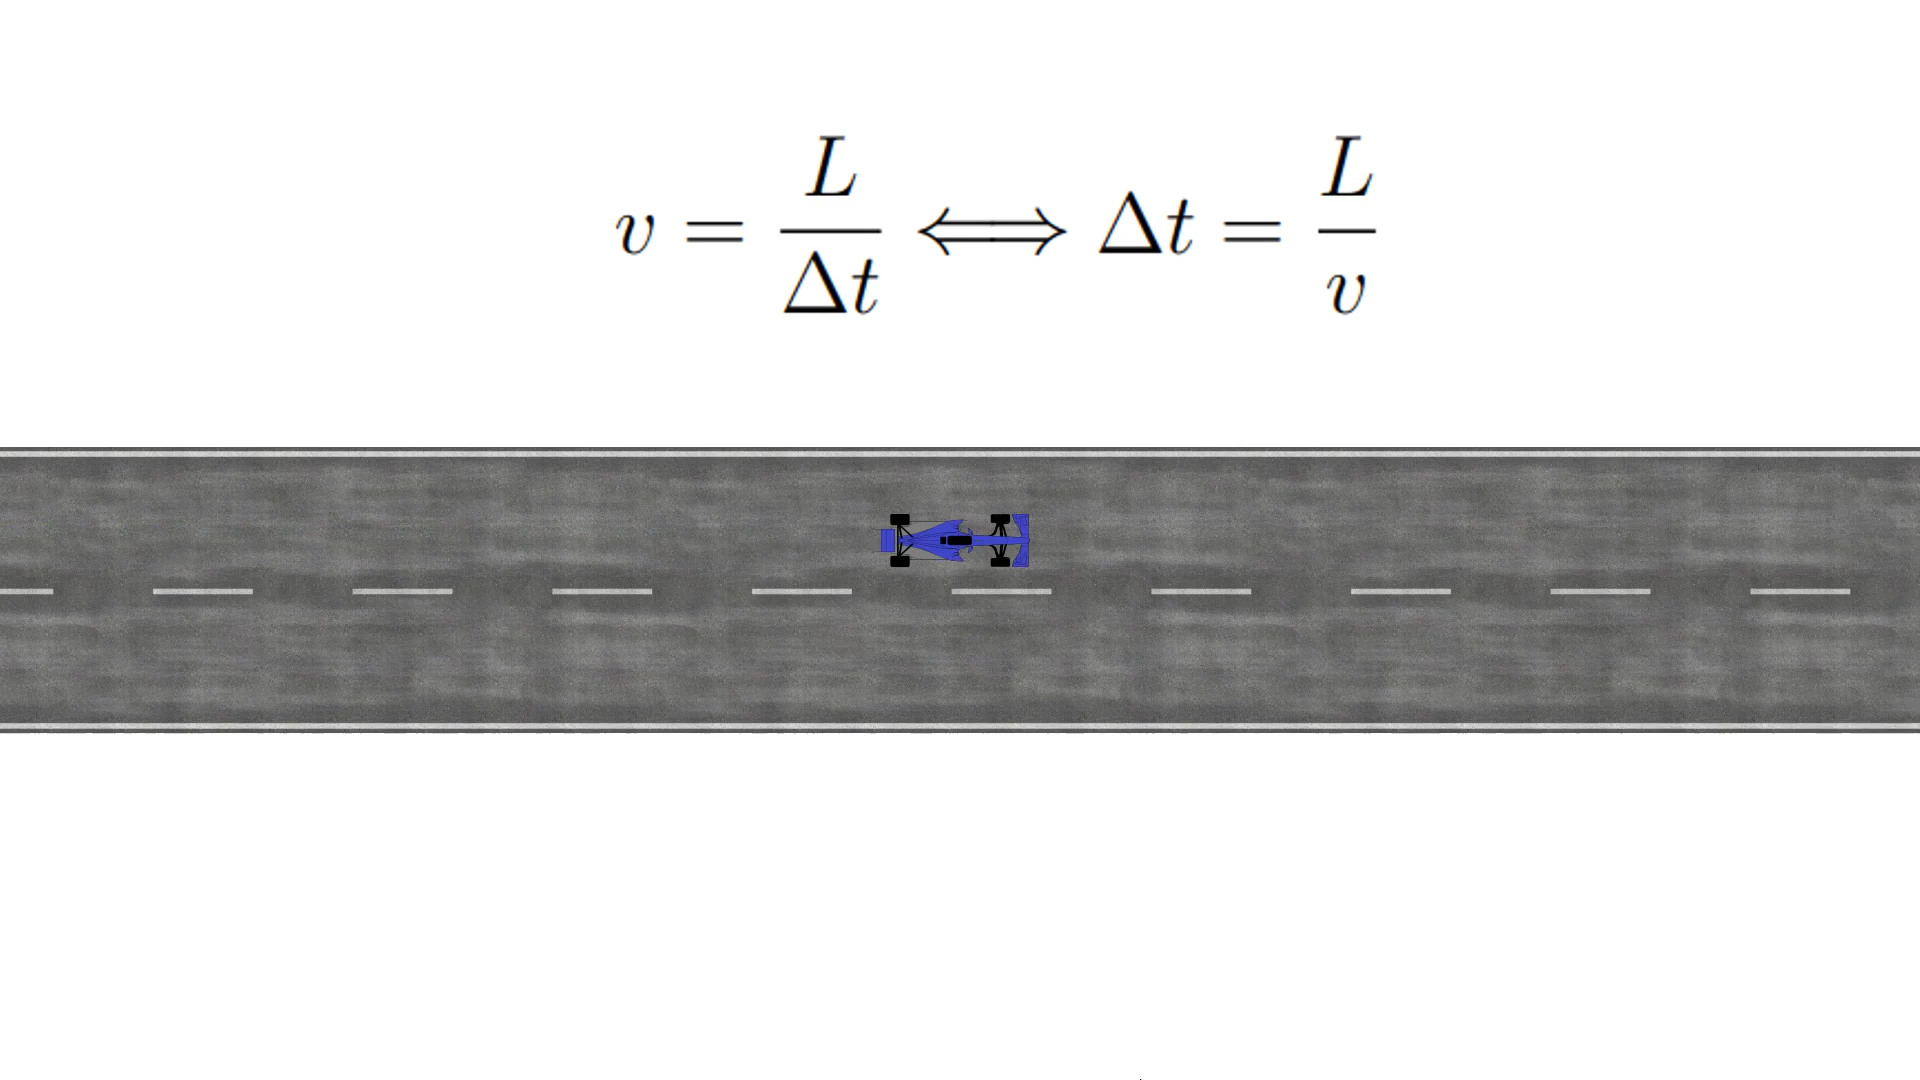 v = L/Δt ⟺ Δt = L/v